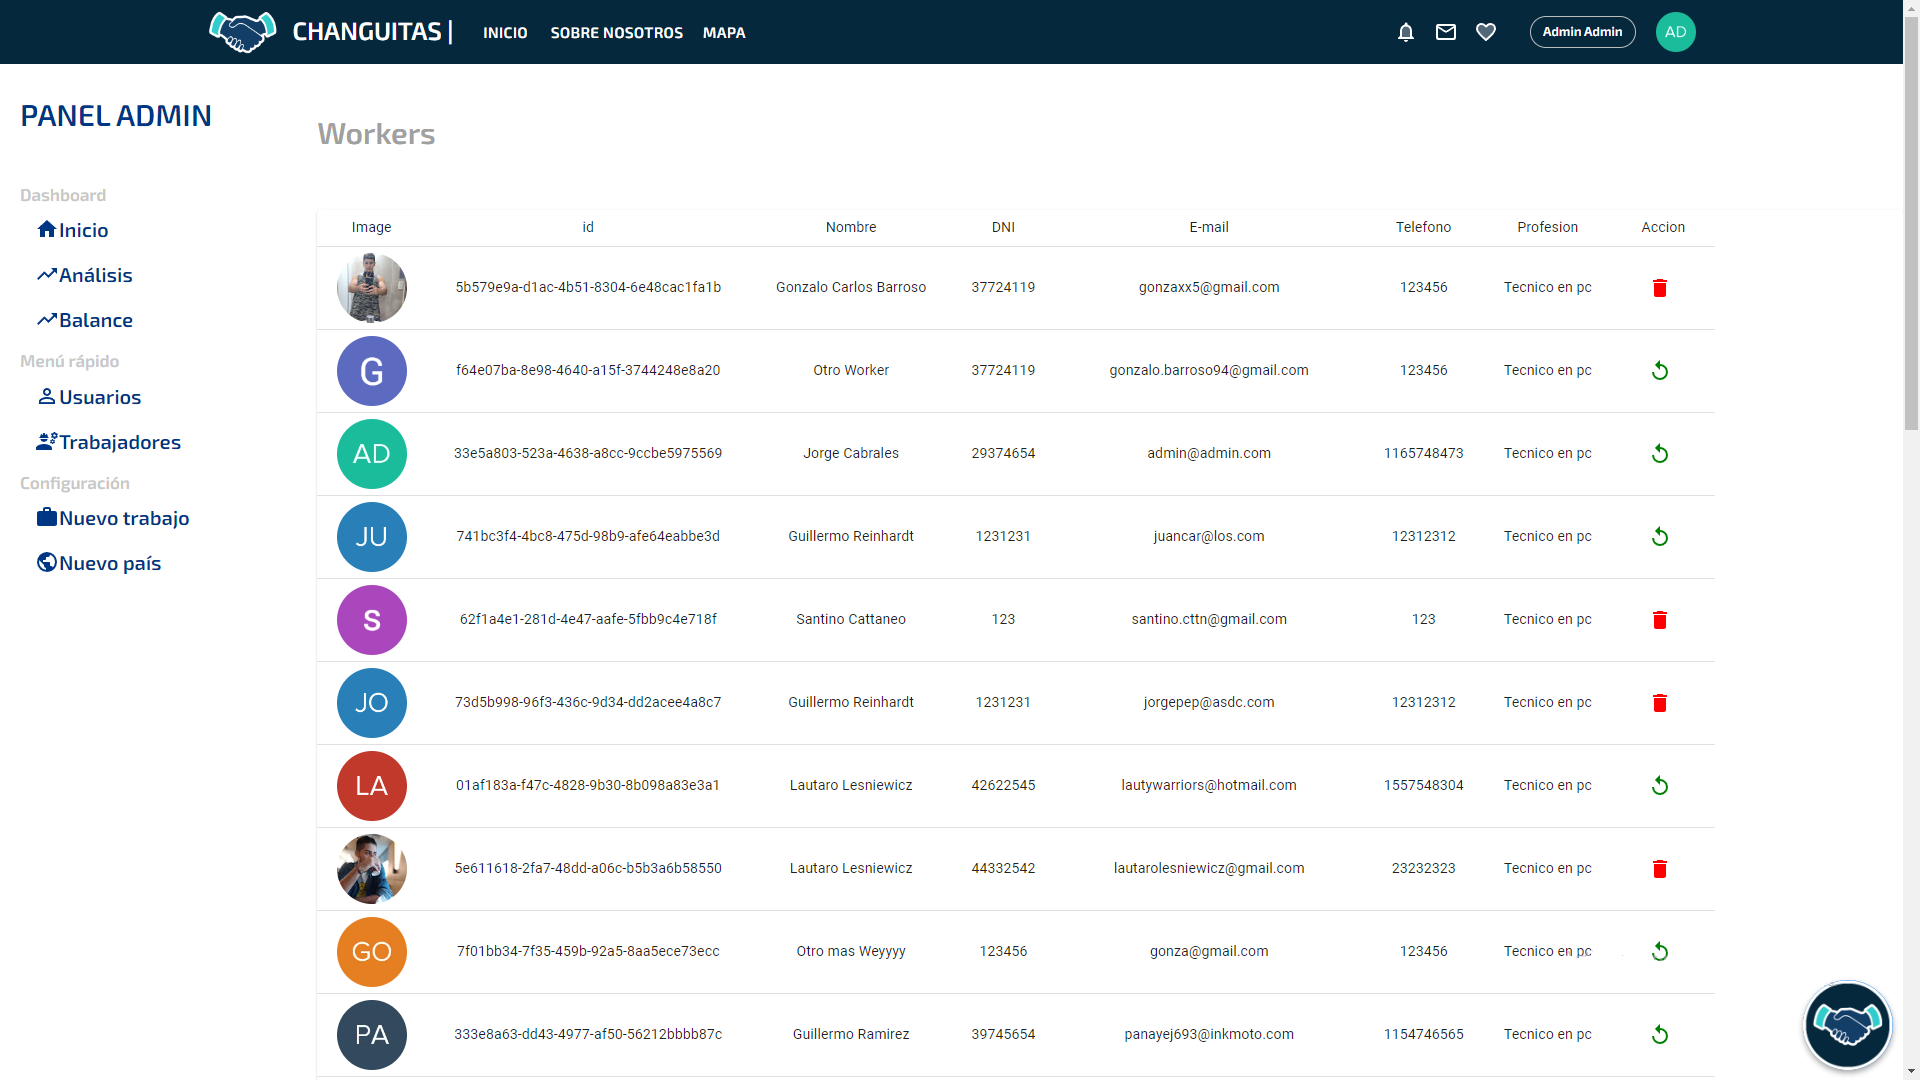 CHANGUITAS | INICIO SOBRE NOSOTROS MAPA Admin Admin AD
PANEL ADMIN
Dashboard
Inicio
Análisis
Balance
Menú rápido
Usuarios
Trabajadores
Configuración
Nuevo trabajo
Nuevo país
Workers
Image id Nombre DNI E-mail Telefono Profesion Accion
5b579e9a-d1ac-4b51-8304-6e48cac1fa1b Gonzalo Carlos Barroso 37724119 gonzaxx5@gmail.com 123456 Tecnico en pc
G f64e07ba-8e98-4640-a15f-3744248e8a20 Otro Worker 37724119 gonzalo.barroso94@gmail.com 123456 Tecnico en pc
AD 33e5a803-523a-4638-a8cc-9ccbe5975569 Jorge Cabrales 29374654 admin@admin.com 1165748473 Tecnico en pc
JU 741bc3f4-4bc8-475d-98b9-afe64eabbe3d Guillermo Reinhardt 1231231 juancar@los.com 12312312 Tecnico en pc
S 62f1a4e1-281d-4e47-aafe-5fbb9c4e718f Santino Cattaneo 123 santino.cttn@gmail.com 123 Tecnico en pc
JO 73d5b998-96f3-436c-9d34-dd2acee4a8c7 Guillermo Reinhardt 1231231 jorgepep@asdc.com 12312312 Tecnico en pc
LA 01af183a-f47c-4828-9b30-8b098a83e3a1 Lautaro Lesniewicz 42622545 lautywarriors@hotmail.com 1557548304 Tecnico en pc
5e611618-2fa7-48dd-a06c-b5b3a6b58550 Lautaro Lesniewicz 44332542 lautarolesniewicz@gmail.com 23232323 Tecnico en pc
GO 7f01bb34-7f35-459b-92a5-8aa5ece73ecc Otro mas Weyyyy 123456 gonza@gmail.com 123456 Tecnico en pc
PA 333e8a63-dd43-4977-af50-56212bbbb87c Guillermo Ramirez 39745654 panayej693@inkmoto.com 1154746565 Tecnico en pc